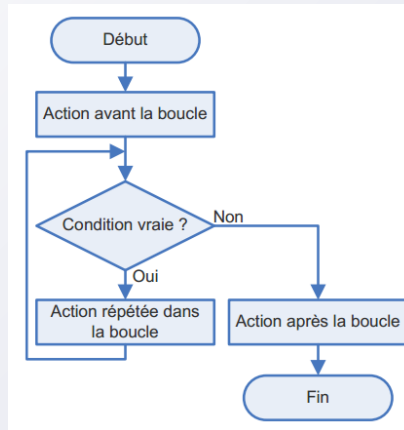 Début
Action avant la boucle
Condition vraie ?
Non
Oui
Action répétée dans
la boucle
Action après la boucle
Fin